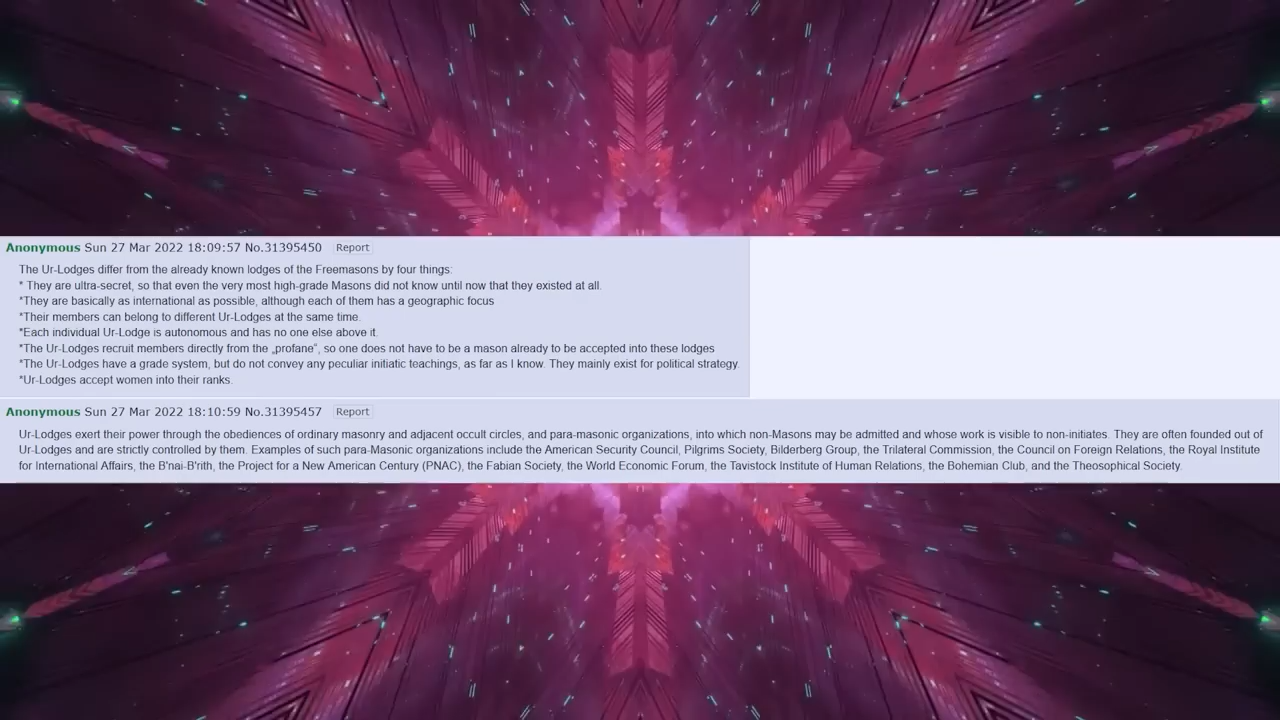 Anonymous Sun 27 Mar 2022 18:09:57 No.31395450 Report
The Ur-Lodges differ from the already known lodges of the Freemasons by four things:
* They are ultra-secret, so that even the very most high-grade Masons did not know until now that they existed at all.
*They are basically as international as possible, although each of them has a geographic focus
*Their members can belong to different Ur-Lodges at the same time.
*Each individual Ur-Lodge is autonomous and has no one else above it.
*The Ur-Lodges recruit members directly from the „profane“, so one does not have to be a mason already to be accepted into these lodges
*The Ur-Lodges have a grade system, but do not convey any peculiar initiatic teachings, as far as I know. They mainly exist for political strategy.
*Ur-Lodges accept women into their ranks.
Anonymous Sun 27 Mar 2022 18:10:59 No.31395457 Report
Ur-Lodges exert their power through the obediences of ordinary masonry and adjacent occult circles, and para-masonic organizations, into which non-Masons may be admitted and whose work is visible to non-initiates. They are often founded out of
Ur-Lodges and are strictly controlled by them. Examples of such para-Masonic organizations include the American Security Council, Pilgrims Society, Bilderberg Group, the Trilateral Commission, the Council on Foreign Relations, the Royal Institute
for International Affairs, the B'nai-B'rith, the Project for a New American Century (PNAC), the Fabian Society, the World Economic Forum, the Tavistock Institute of Human Relations, the Bohemian Club, and the Theosophical Society.